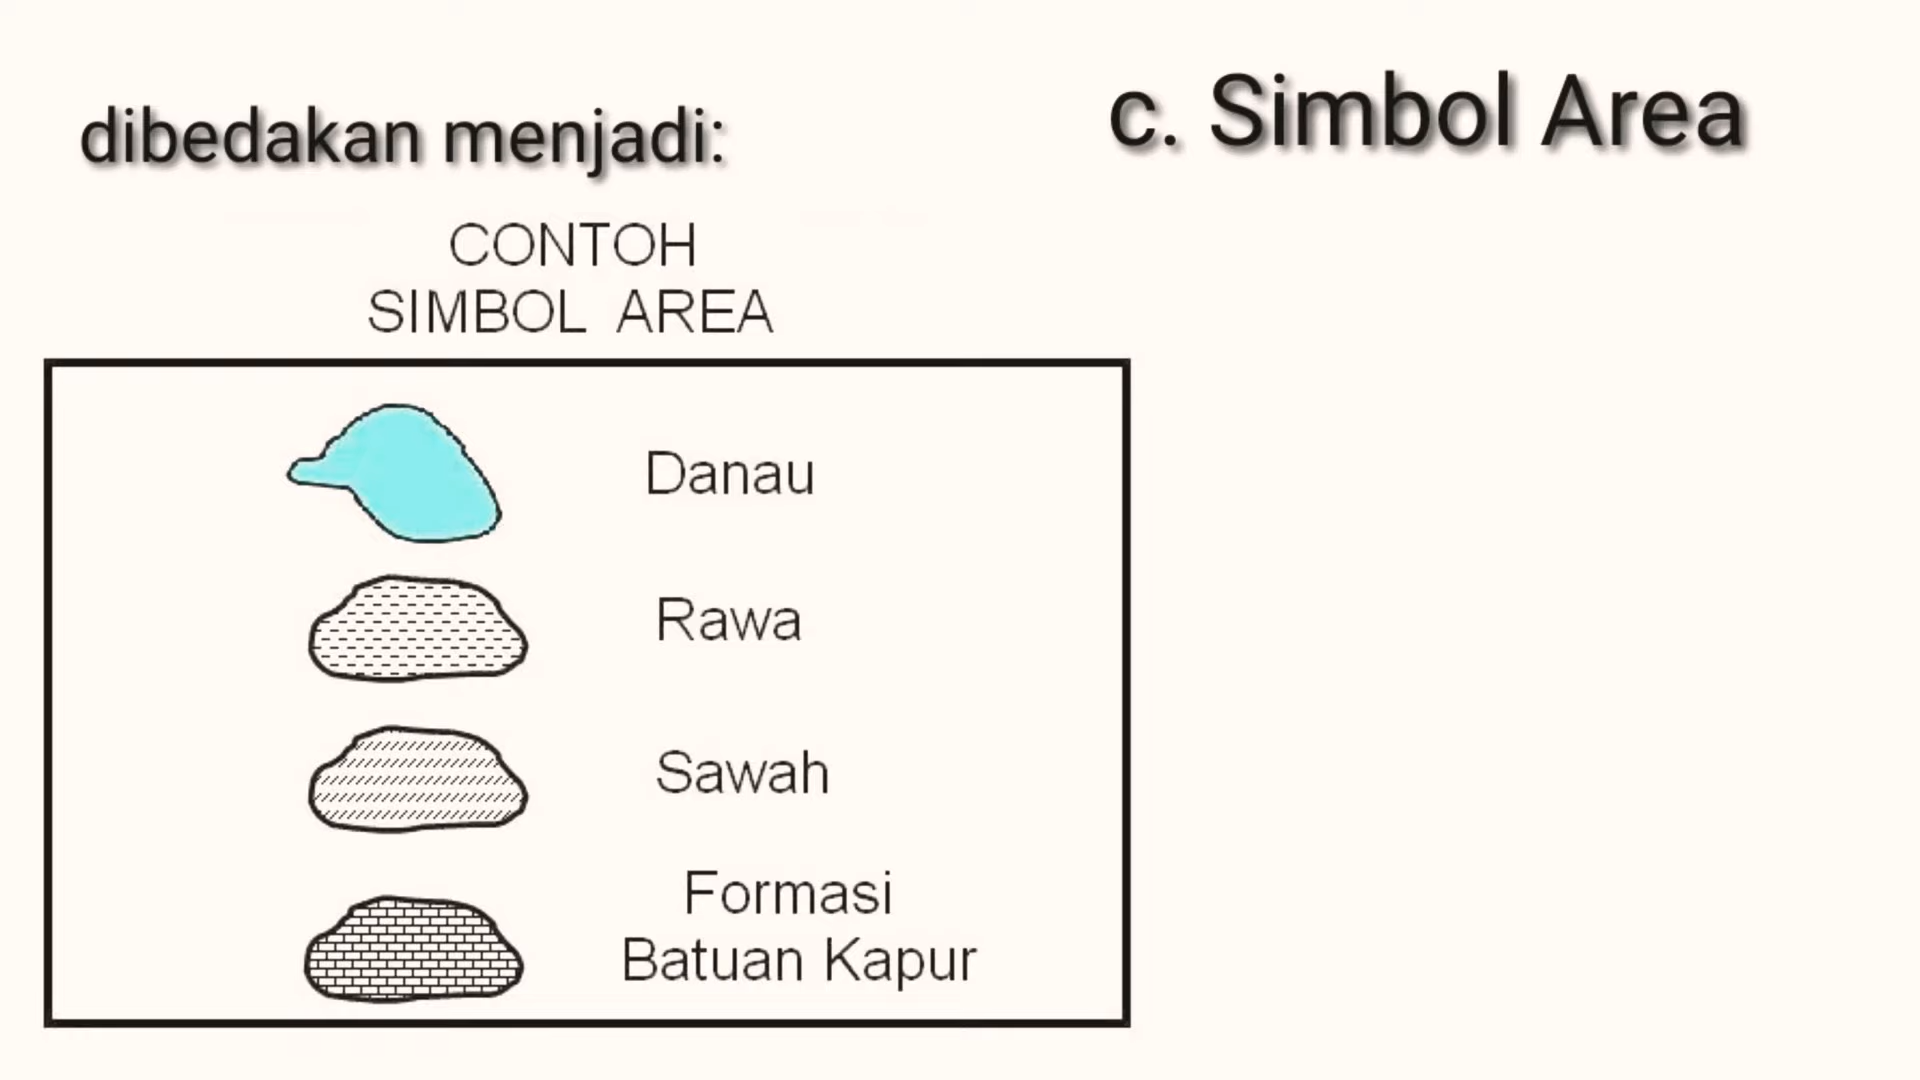 dibedakan menjadi:
c. Simbol Area
CONTOH
SIMBOL AREA
Danau
Rawa
Sawah
Formasi
Batuan Kapur